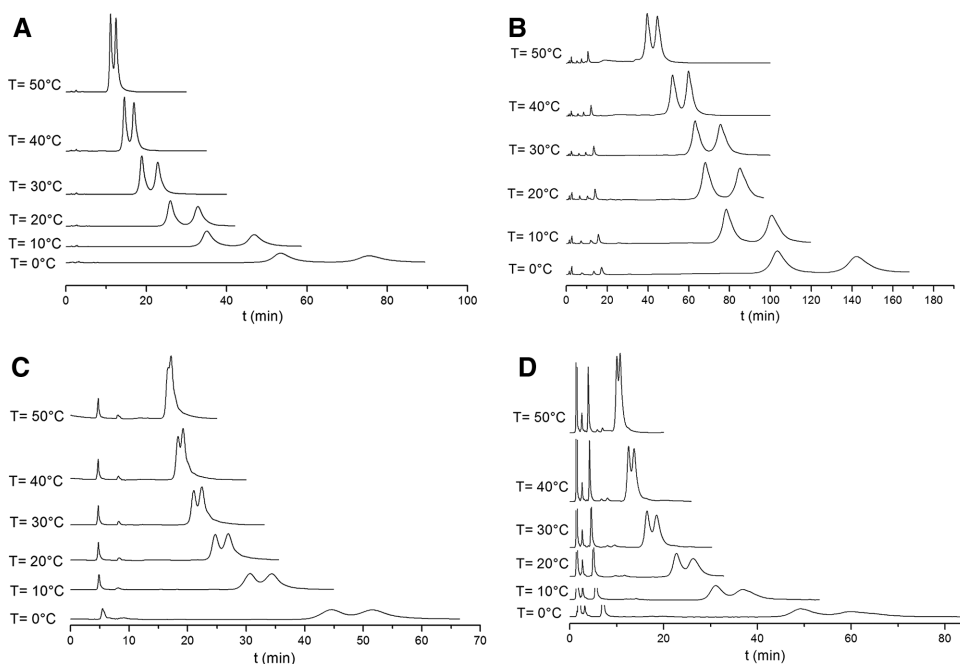 A
T= 50°C
T= 40°C
T= 30°C
T= 20°C
T= 10°C
T= 0°C
0 20 40 60 80 100
t (min)
B
T= 50°C
T= 40°C
T= 30°C
T= 20°C
T= 10°C
T= 0°C
0 20 40 60 80 100 120 140 160 180
t (min)
C
T= 50°C
T= 40°C
T= 30°C
T= 20°C
T= 10°C
T= 0°C
0 10 20 30 40 50 60 70
t (min)
D
T= 50°C
T= 40°C
T= 30°C
T= 20°C
T= 10°C
T= 0°C
0 20 40 60 80
t (min)